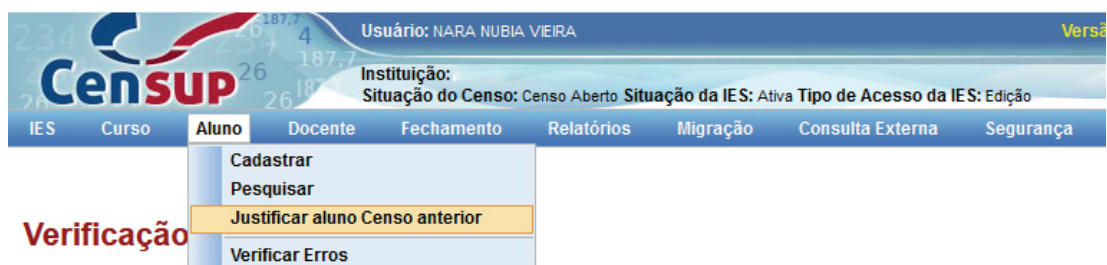 Usuário: NARA NUBIA VIEIRA
Censup
Instituição:
Situação do Censo: Censo Aberto Situação da IES: Ativa Tipo de Acesso da IES: Edição
IES Curso Aluno Docente Fechamento Relatórios Migração Consulta Externa Segurança
Cadastrar
Pesquisar
Justificar aluno Censo anterior
Verificação
Verificar Erros